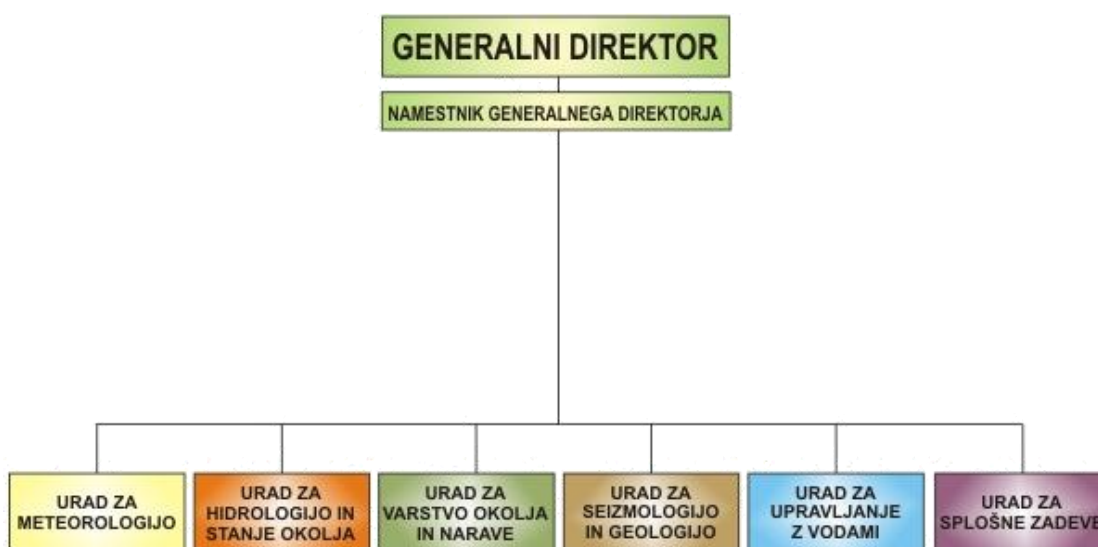 GENERALNI DIREKTOR
NAMESTNIK GENERALNEGA DIREKTORJA
URAD ZA
METEOROLOGIJO
URAD ZA
HIDROLOGIJO IN
STANJE OKOLJA
URAD ZA
VARSTVO OKOLJA
IN NARAVE
URAD ZA
SEIZMOLOGIJO
IN GEOLOGIJO
URAD ZA
UPRAVLJANJE
Z VODAMI
URAD ZA
SPLOŠNE ZADEVE